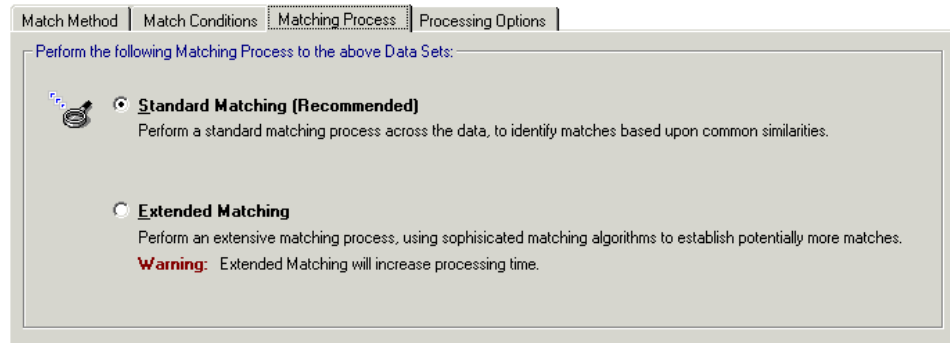 Match Method Match Conditions Matching Process Processing Options
Perform the following Matching Process to the above Data Sets:
Standard Matching (Recommended)
Perform a standard matching process across the data, to identify matches based upon common similarities.
Extended Matching
Perform an extensive matching process, using sophisicated matching algorithms to establish potentially more matches.
Warning: Extended Matching will increase processing time.